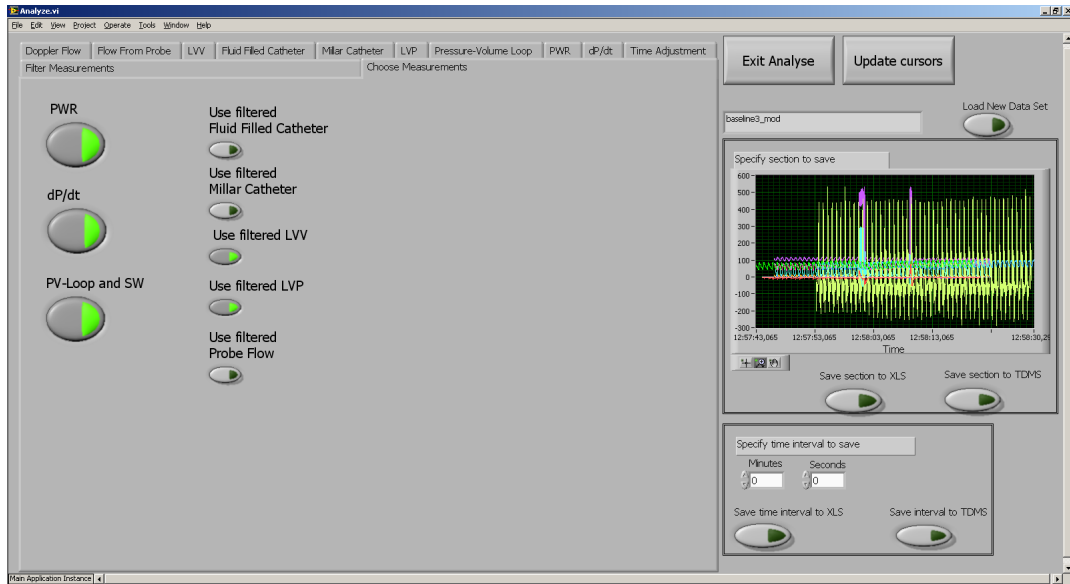 Analyze.vi
File Edit View Project Operate Tools Window Help
Doppler Flow Flow From Probe LVV Fluid Filled Catheter Millar Catheter LVP Pressure-Volume Loop PWR dP/dt Time Adjustment
Filter Measurements Choose Measurements
PWR
dP/dt
PV-Loop and SW
Use filtered
Fluid Filled Catheter
Use filtered
Millar Catheter
Use filtered LVV
Use filtered LVP
Use filtered
Probe Flow
Exit Analyse
Update cursors
Load New Data Set
baseline3_mod
Specify section to save
600
500
400
300
200
100
0
-100
-200
-300
12:57:43,065 12:57:53,065 12:58:03,065 12:58:13,065 12:58:30,29
Time
Save section to XLS Save section to TDMS
Specify time interval to save
Minutes Seconds
0 0
Save time interval to XLS Save interval to TDMS
Main Application Instance